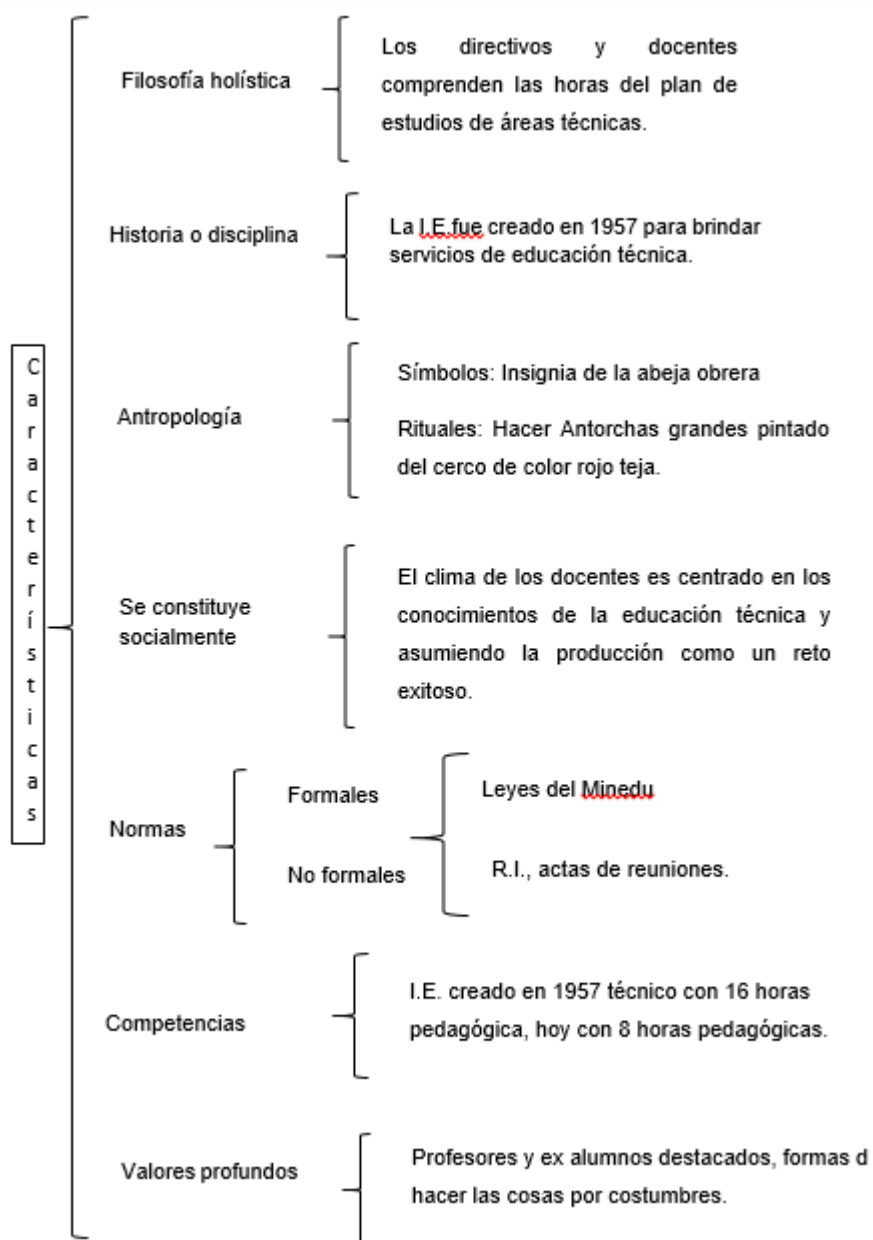 Características
Filosofía holística
Los directivos y docentes
comprenden las horas del plan de
estudios de áreas técnicas.
Historia o disciplina
La I.E.fue creado en 1957 para brindar
servicios de educación técnica.
Antropología
Símbolos: Insignia de la abeja obrera
Rituales: Hacer Antorchas grandes pintado
del cerco de color rojo teja.
Se constituye
socialmente
El clima de los docentes es centrado en los
conocimientos de la educación técnica y
asumiendo la producción como un reto
exitoso.
Normas
Formales
No formales
Leyes del Minedu
R.I., actas de reuniones.
Competencias
I.E. creado en 1957 técnico con 16 horas
pedagógica, hoy con 8 horas pedagógicas.
Valores profundos
Profesores y ex alumnos destacados, formas d
hacer las cosas por costumbres.